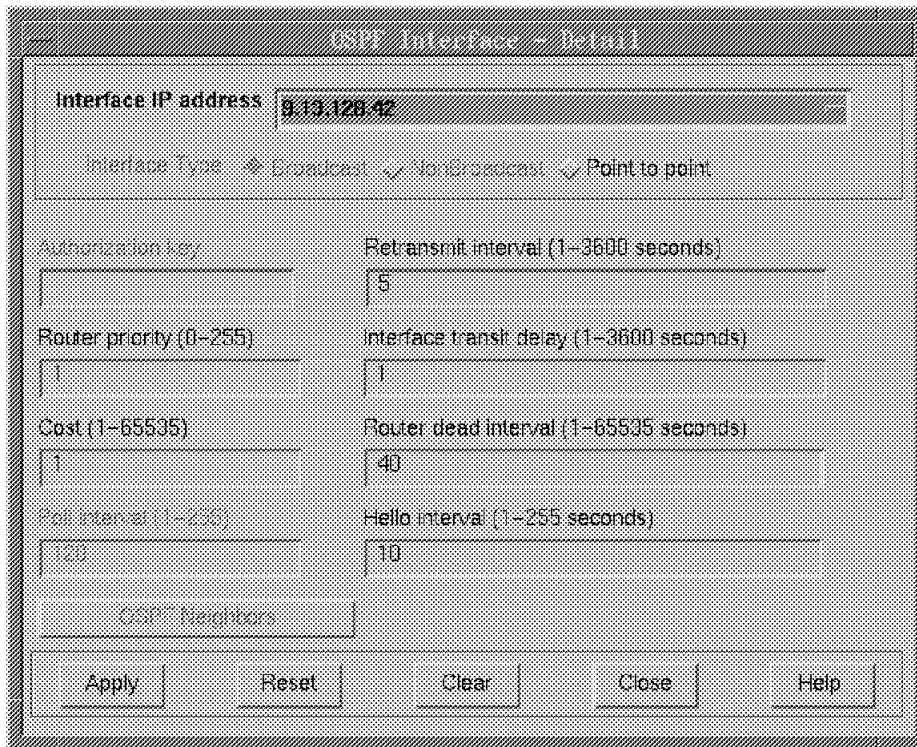 OSPF Interface - Detail
Interface IP address 9.19.128.42
Interface Type Broadcast NonBroadcast Point to point
Authorization key Retransmit interval (1-3600 seconds)
5
Router priority (0-255) Interface transit delay (1-3600 seconds)
1 1
Cost (1-65535) Router dead interval (1-65535 seconds)
1 40
Poll interval (1-255) Hello interval (1-255 seconds)
120 10
OSPF Neighbors
Apply Reset Clear Close Help